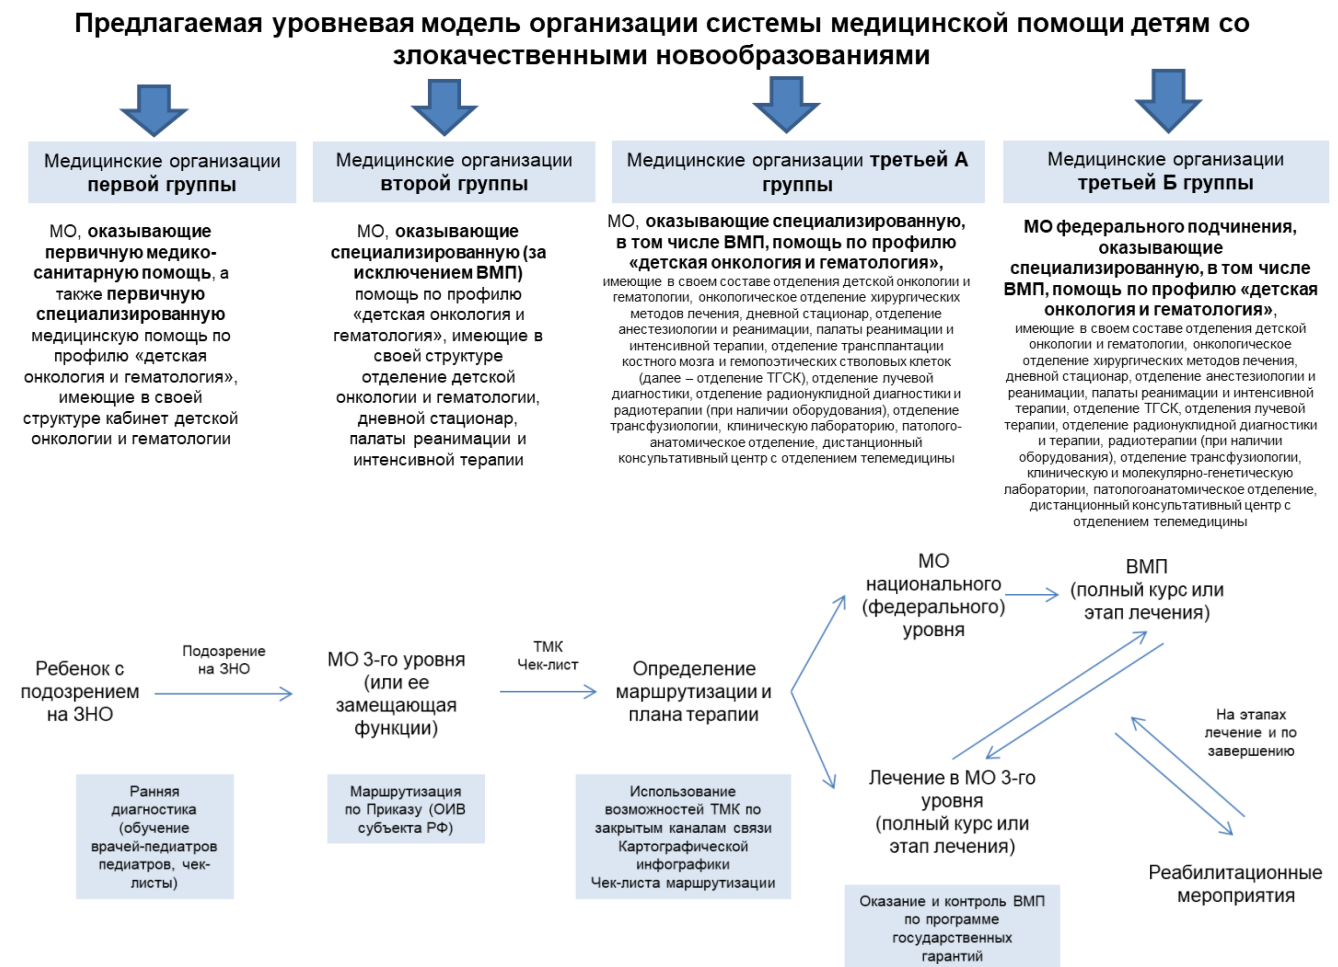 Предлагаемая уровневая модель организации системы медицинской помощи детям со
злокачественными новообразованиями
Медицинские организации
первой группы
МО, оказывающие
первичную медико-
санитарную помощь, а
также первичную
специализированную
медицинскую помощь по
профилю «детская
онкология и гематология»,
имеющие в своей
структуре кабинет детской
онкологии и гематологии
Медицинские организации
второй группы
МО, оказывающие
специализированную (за
исключением ВМП)
помощь по профилю
«детская онкология и
гематология», имеющие в
своей структуре
отделение детской
онкологии и гематологии,
дневной стационар,
палаты реанимации и
интенсивной терапии
Медицинские организации третьей А
группы
МО, оказывающие специализированную,
в том числе ВМП, помощь по профилю
«детская онкология и гематология»,
имеющие в своем составе отделения детской онкологии и
гематологии, онкологическое отделение хирургических
методов лечения, дневной стационар, отделение
анестезиологии и реанимации, палаты реанимации и
интенсивной терапии, отделение трансплантации
костного мозга и гемопоэтических стволовых клеток
(далее – отделение ТГСК), отделение лучевой
диагностики, отделение радионуклидной диагностики и
радиотерапии (при наличии оборудования), отделение
трансфузиологии, клиническую лабораторию, патолого-
анатомическое отделение, дистанционный
консультативный центр с отделением телемедицины
Медицинские организации
третьей Б группы
МО федерального подчинения,
оказывающие
специализированную, в том числе
ВМП, помощь по профилю «детская
онкология и гематология»,
имеющие в своем составе отделения детской
онкологии и гематологии, онкологическое
отделение хирургических методов лечения,
дневной стационар, отделение анестезиологии и
реанимации, палаты реанимации и интенсивной
терапии, отделение ТГСК, отделения лучевой
терапии, отделение радионуклидной диагностики
и терапии, радиотерапии (при наличии
оборудования), отделение трансфузиологии,
клиническую и молекулярно-генетическую
лаборатории, патологоанатомическое отделение,
дистанционный консультативный центр с
отделением телемедицины
Ребенок с
подозрением
на ЗНО
Подозрение
на ЗНО
МО 3-го уровня
(или ее
замещающая
функции)
ТМК
Чек-лист
Определение
маршрутизации и
плана терапии
МО
национального
(федерального)
уровня
ВМП
(полный курс или
этап лечения)
Лечение в МО 3-го
уровня
(полный курс или
этап лечения)
На этапах
лечение и по
завершению
Реабилитационные
мероприятия
Ранняя
диагностика
(обучение
врачей-педиатров
педиатров, чек-
листы)
Маршрутизация
по Приказу (ОИВ
субъекта РФ)
Использование
возможностей ТМК по
закрытым каналам связи
Картографической
инфографики
Чек-листа маршрутизации
Оказание и контроль ВМП
по программе
государственных
гарантий